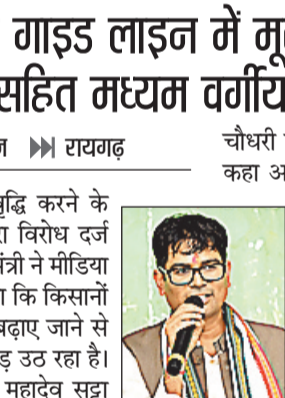 गाइड लाइन में
सहित मध्यम वर्गीय
रायगढ़
चौधरी
कहा
वृद्धि करने के
विरोध दर्ज
मंत्री ने मीडिया
कि किसानों
बढ़ाए जाने से
उठ रहा है।
महादेव सट्टा